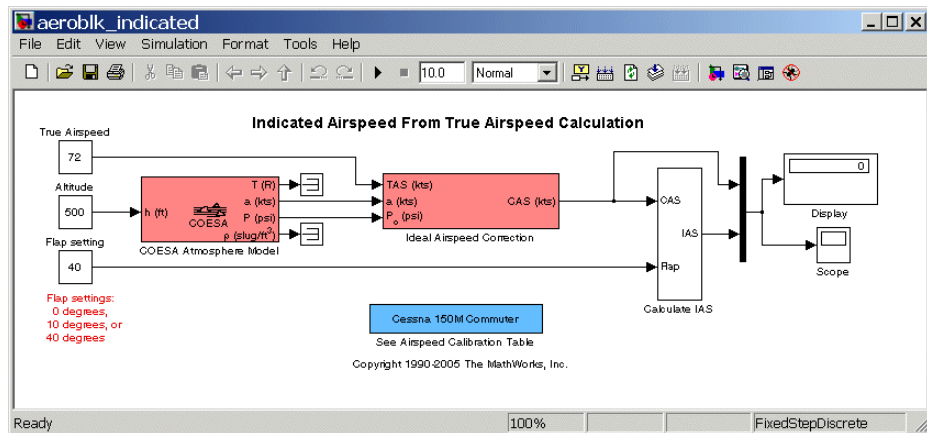 aeroblk_indicated
File Edit View Simulation Format Tools Help
10.0 Normal
Indicated Airspeed From True Airspeed Calculation
True Airspeed
72
Altitude
500
Flap setting
40
Flap settings:
0 degrees,
10 degrees, or
40 degrees
h (ft)
COESA
T (R)
a (kts)
P (psi)
ρ (slug/ft³)
COESA Atmosphere Model
TAS (kts)
a (kts)
P₀ (psi)
CAS (kts)
Ideal Airspeed Correction
CAS
IAS
Flap
Calculate IAS
0
Display
Scope
Cessna 150M Commuter
See Airspeed Calibration Table
Copyright 1990-2005 The MathWorks, Inc.
Ready 100% FixedStepDiscrete